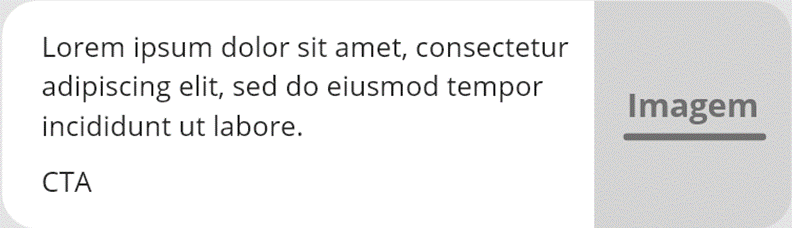 Lorem ipsum dolor sit amet, consectetur
adipiscing elit, sed do eiusmod tempor
incididunt ut labore.
CTA
Imagem